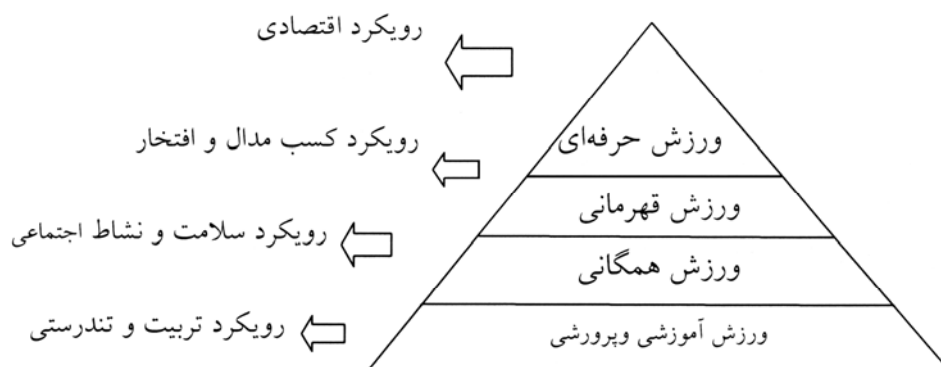 رویکرد اقتصادی
ورزش حرفه‌ای
رویکرد کسب مدال و افتخار
ورزش قهرمانی
رویکرد سلامت و نشاط اجتماعی
ورزش همگانی
رویکرد تربیت و تندرستی
ورزش آموزشی وپرورشی